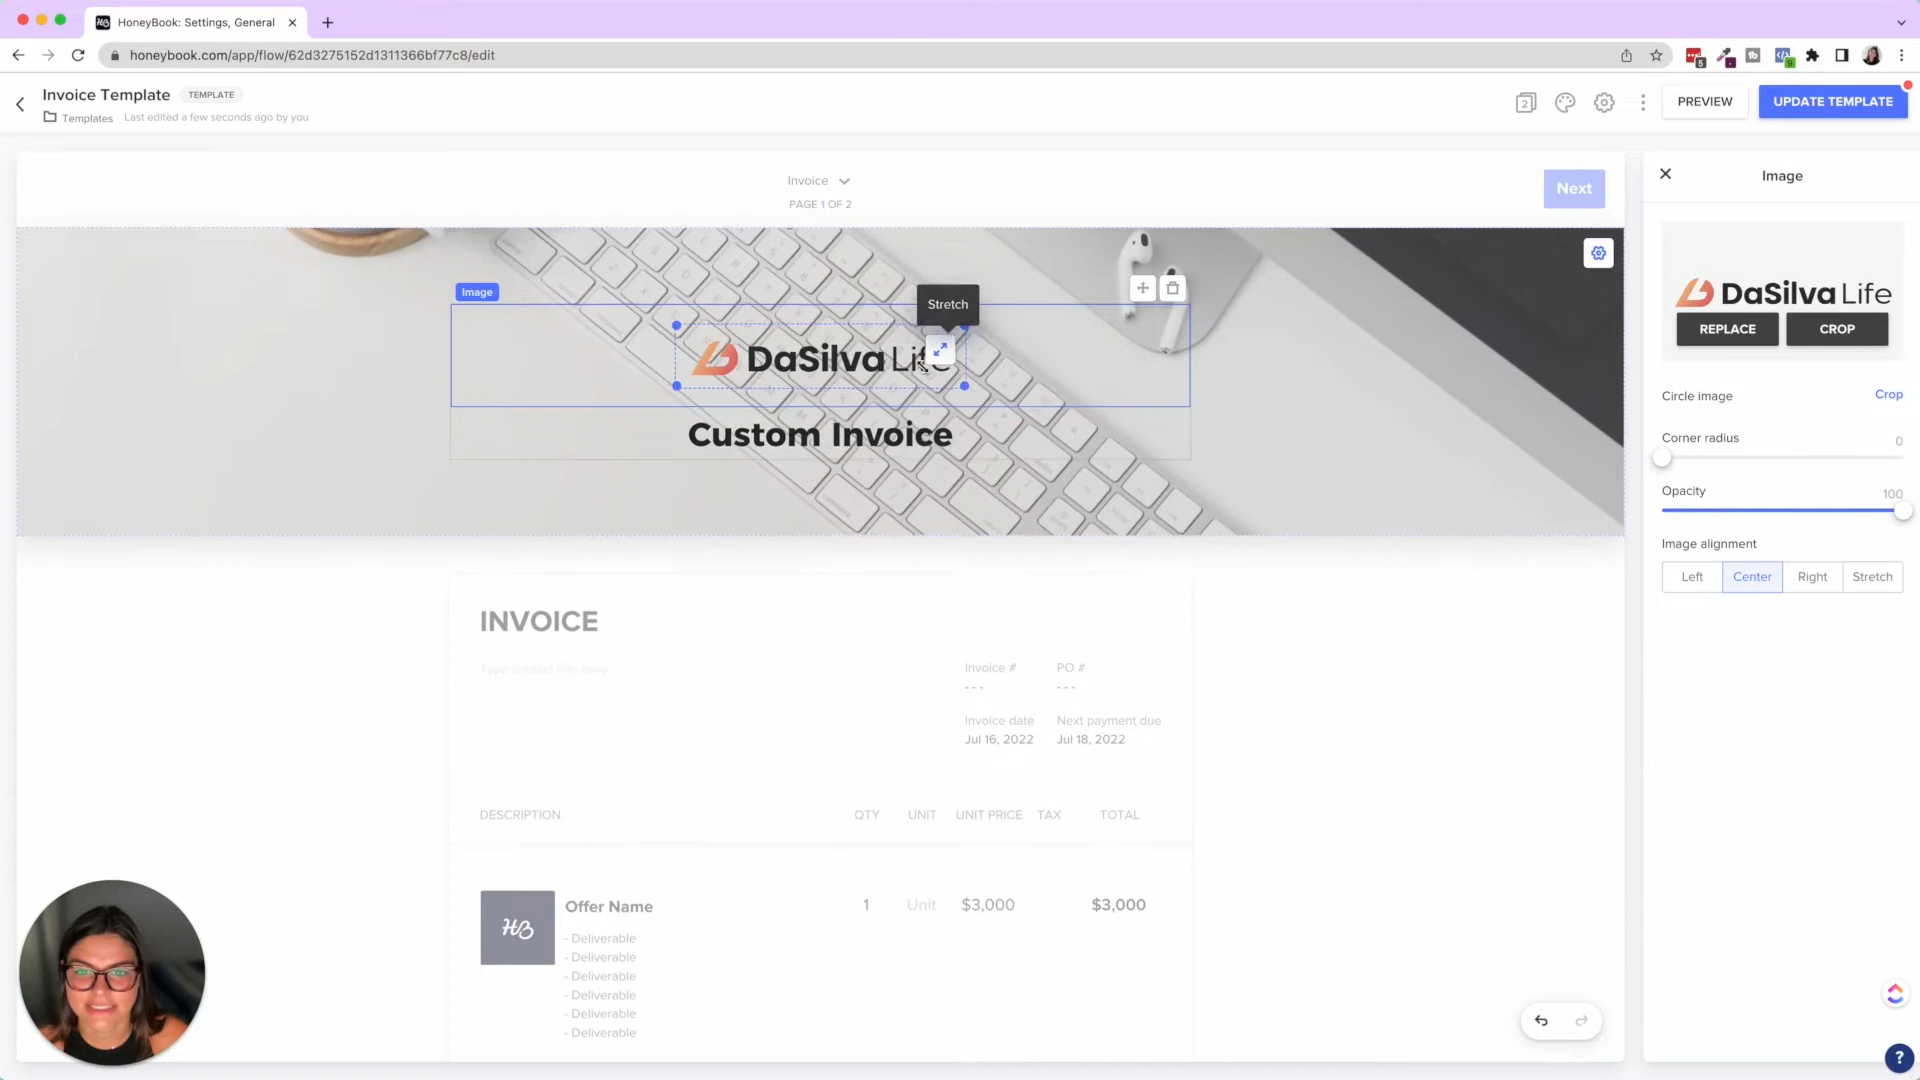 HoneyBook: Settings, General
honeybook.com/app/flow/62d3275152d1311366bf77c8/edit
5
9
Invoice Template
TEMPLATE
Templates
Last edited a few seconds ago by you
2
PREVIEW
UPDATE TEMPLATE
Invoice
PAGE 1 OF 2
Next
Image
Stretch
DaSilva Life
Custom Invoice
INVOICE
Invoice #
PO #
- - -
- - -
Invoice date
Next payment due
Jul 16, 2022
Jul 18, 2022
DESCRIPTION
QTY
UNIT
UNIT PRICE
TAX
TOTAL
HB
Offer Name
1
Unit
$3,000
$3,000
- Deliverable
- Deliverable
- Deliverable
- Deliverable
- Deliverable
- Deliverable
Image
DaSilva Life
REPLACE
CROP
Circle image
Crop
Corner radius
0
Opacity
100
Image alignment
Left
Center
Right
Stretch
?